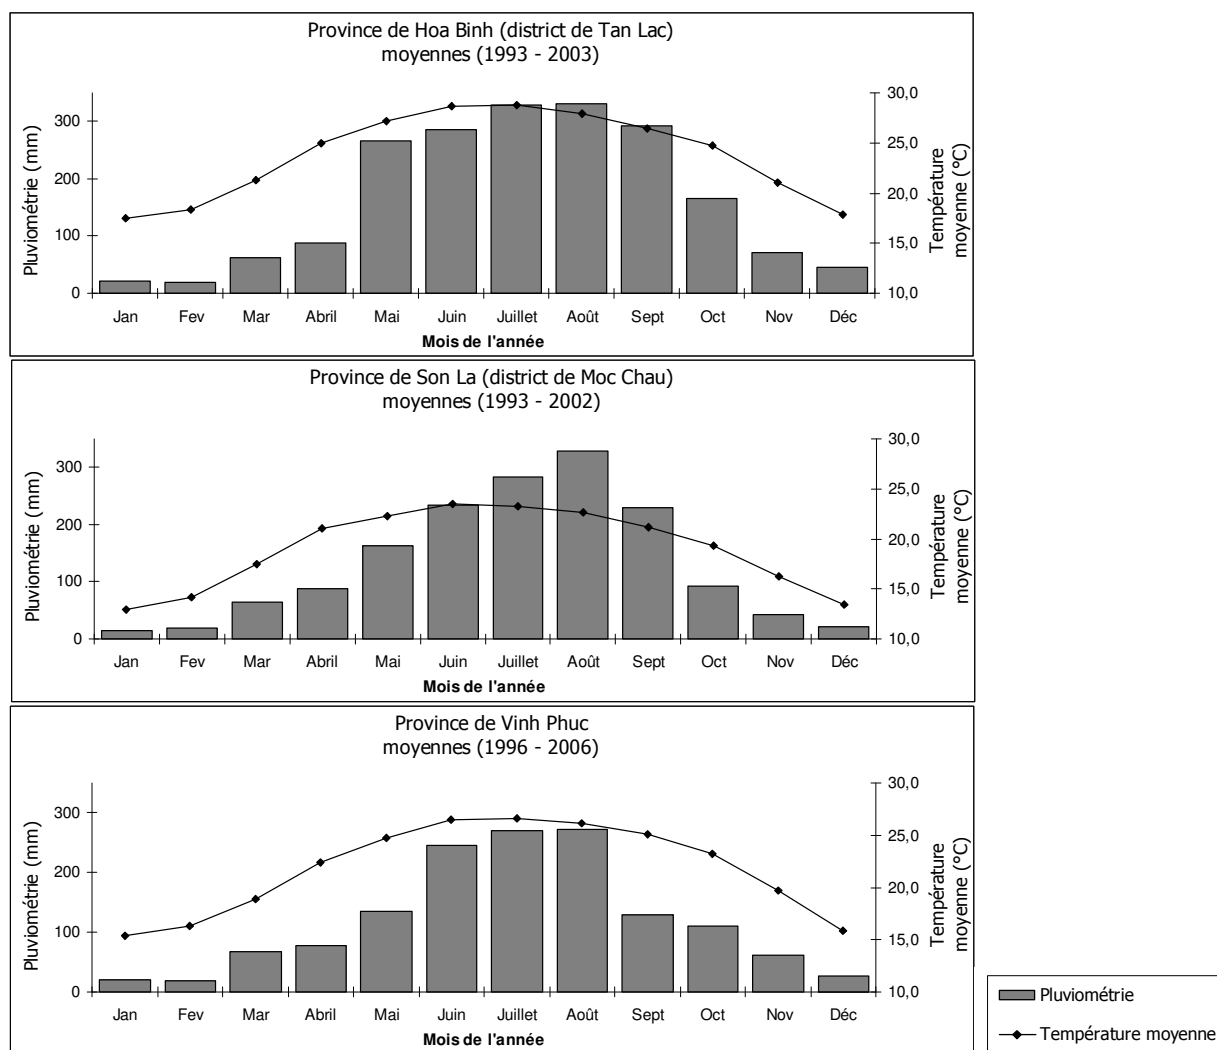 Province de Hoa Binh (district de Tan Lac)
moyennes (1993 - 2003)
Pluviométrie (mm)
300
200
100
0
30,0
25,0
20,0
15,0
10,0
Température
moyenne (°C)
Jan Fev Mar Abril Mai Juin Juillet Août Sept Oct Nov Déc
Mois de l'année
Province de Son La (district de Moc Chau)
moyennes (1993 - 2002)
Pluviométrie (mm)
300
200
100
0
30,0
25,0
20,0
15,0
10,0
Température
moyenne (°C)
Jan Fev Mar Abril Mai Juin Juillet Août Sept Oct Nov Déc
Mois de l'année
Province de Vinh Phuc
moyennes (1996 - 2006)
Pluviométrie (mm)
300
200
100
0
30,0
25,0
20,0
15,0
10,0
Température
moyenne (°C)
Jan Fev Mar Abril Mai Juin Juillet Août Sept Oct Nov Déc
Mois de l'année
Pluviométrie
Température moyenne